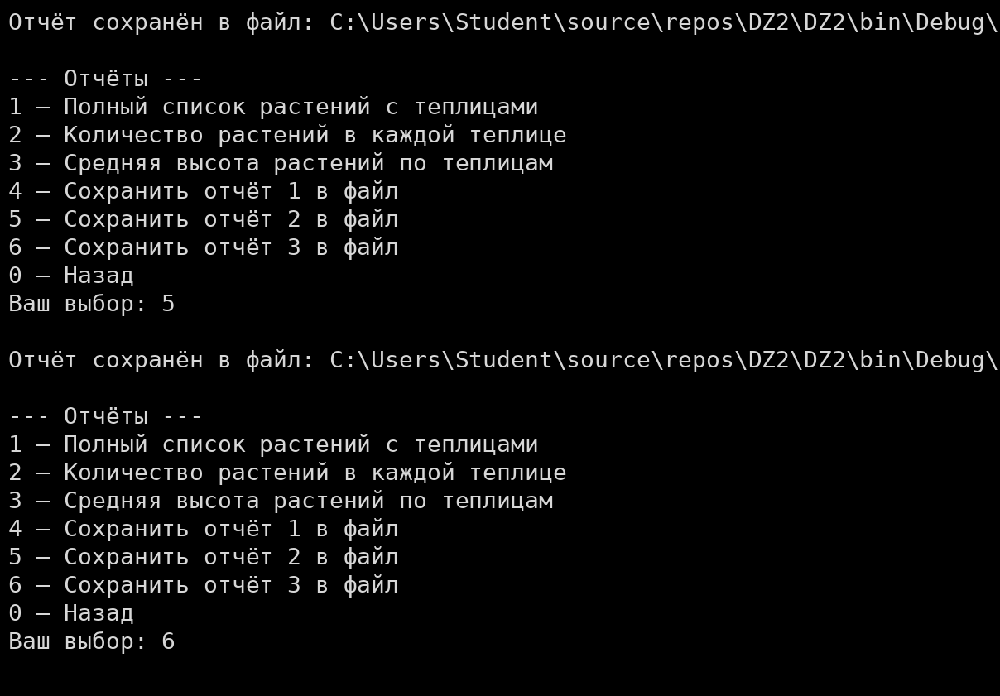 Отчёт сохранён в файл: C:\Users\Student\source\repos\DZ2\DZ2\bin\Debug\
--- Отчёты ---
1 – Полный список растений с теплицами
2 – Количество растений в каждой теплице
3 – Средняя высота растений по теплицам
4 – Сохранить отчёт 1 в файл
5 – Сохранить отчёт 2 в файл
6 – Сохранить отчёт 3 в файл
0 – Назад
Ваш выбор: 5
Отчёт сохранён в файл: C:\Users\Student\source\repos\DZ2\DZ2\bin\Debug\
--- Отчёты ---
1 – Полный список растений с теплицами
2 – Количество растений в каждой теплице
3 – Средняя высота растений по теплицам
4 – Сохранить отчёт 1 в файл
5 – Сохранить отчёт 2 в файл
6 – Сохранить отчёт 3 в файл
0 – Назад
Ваш выбор: 6